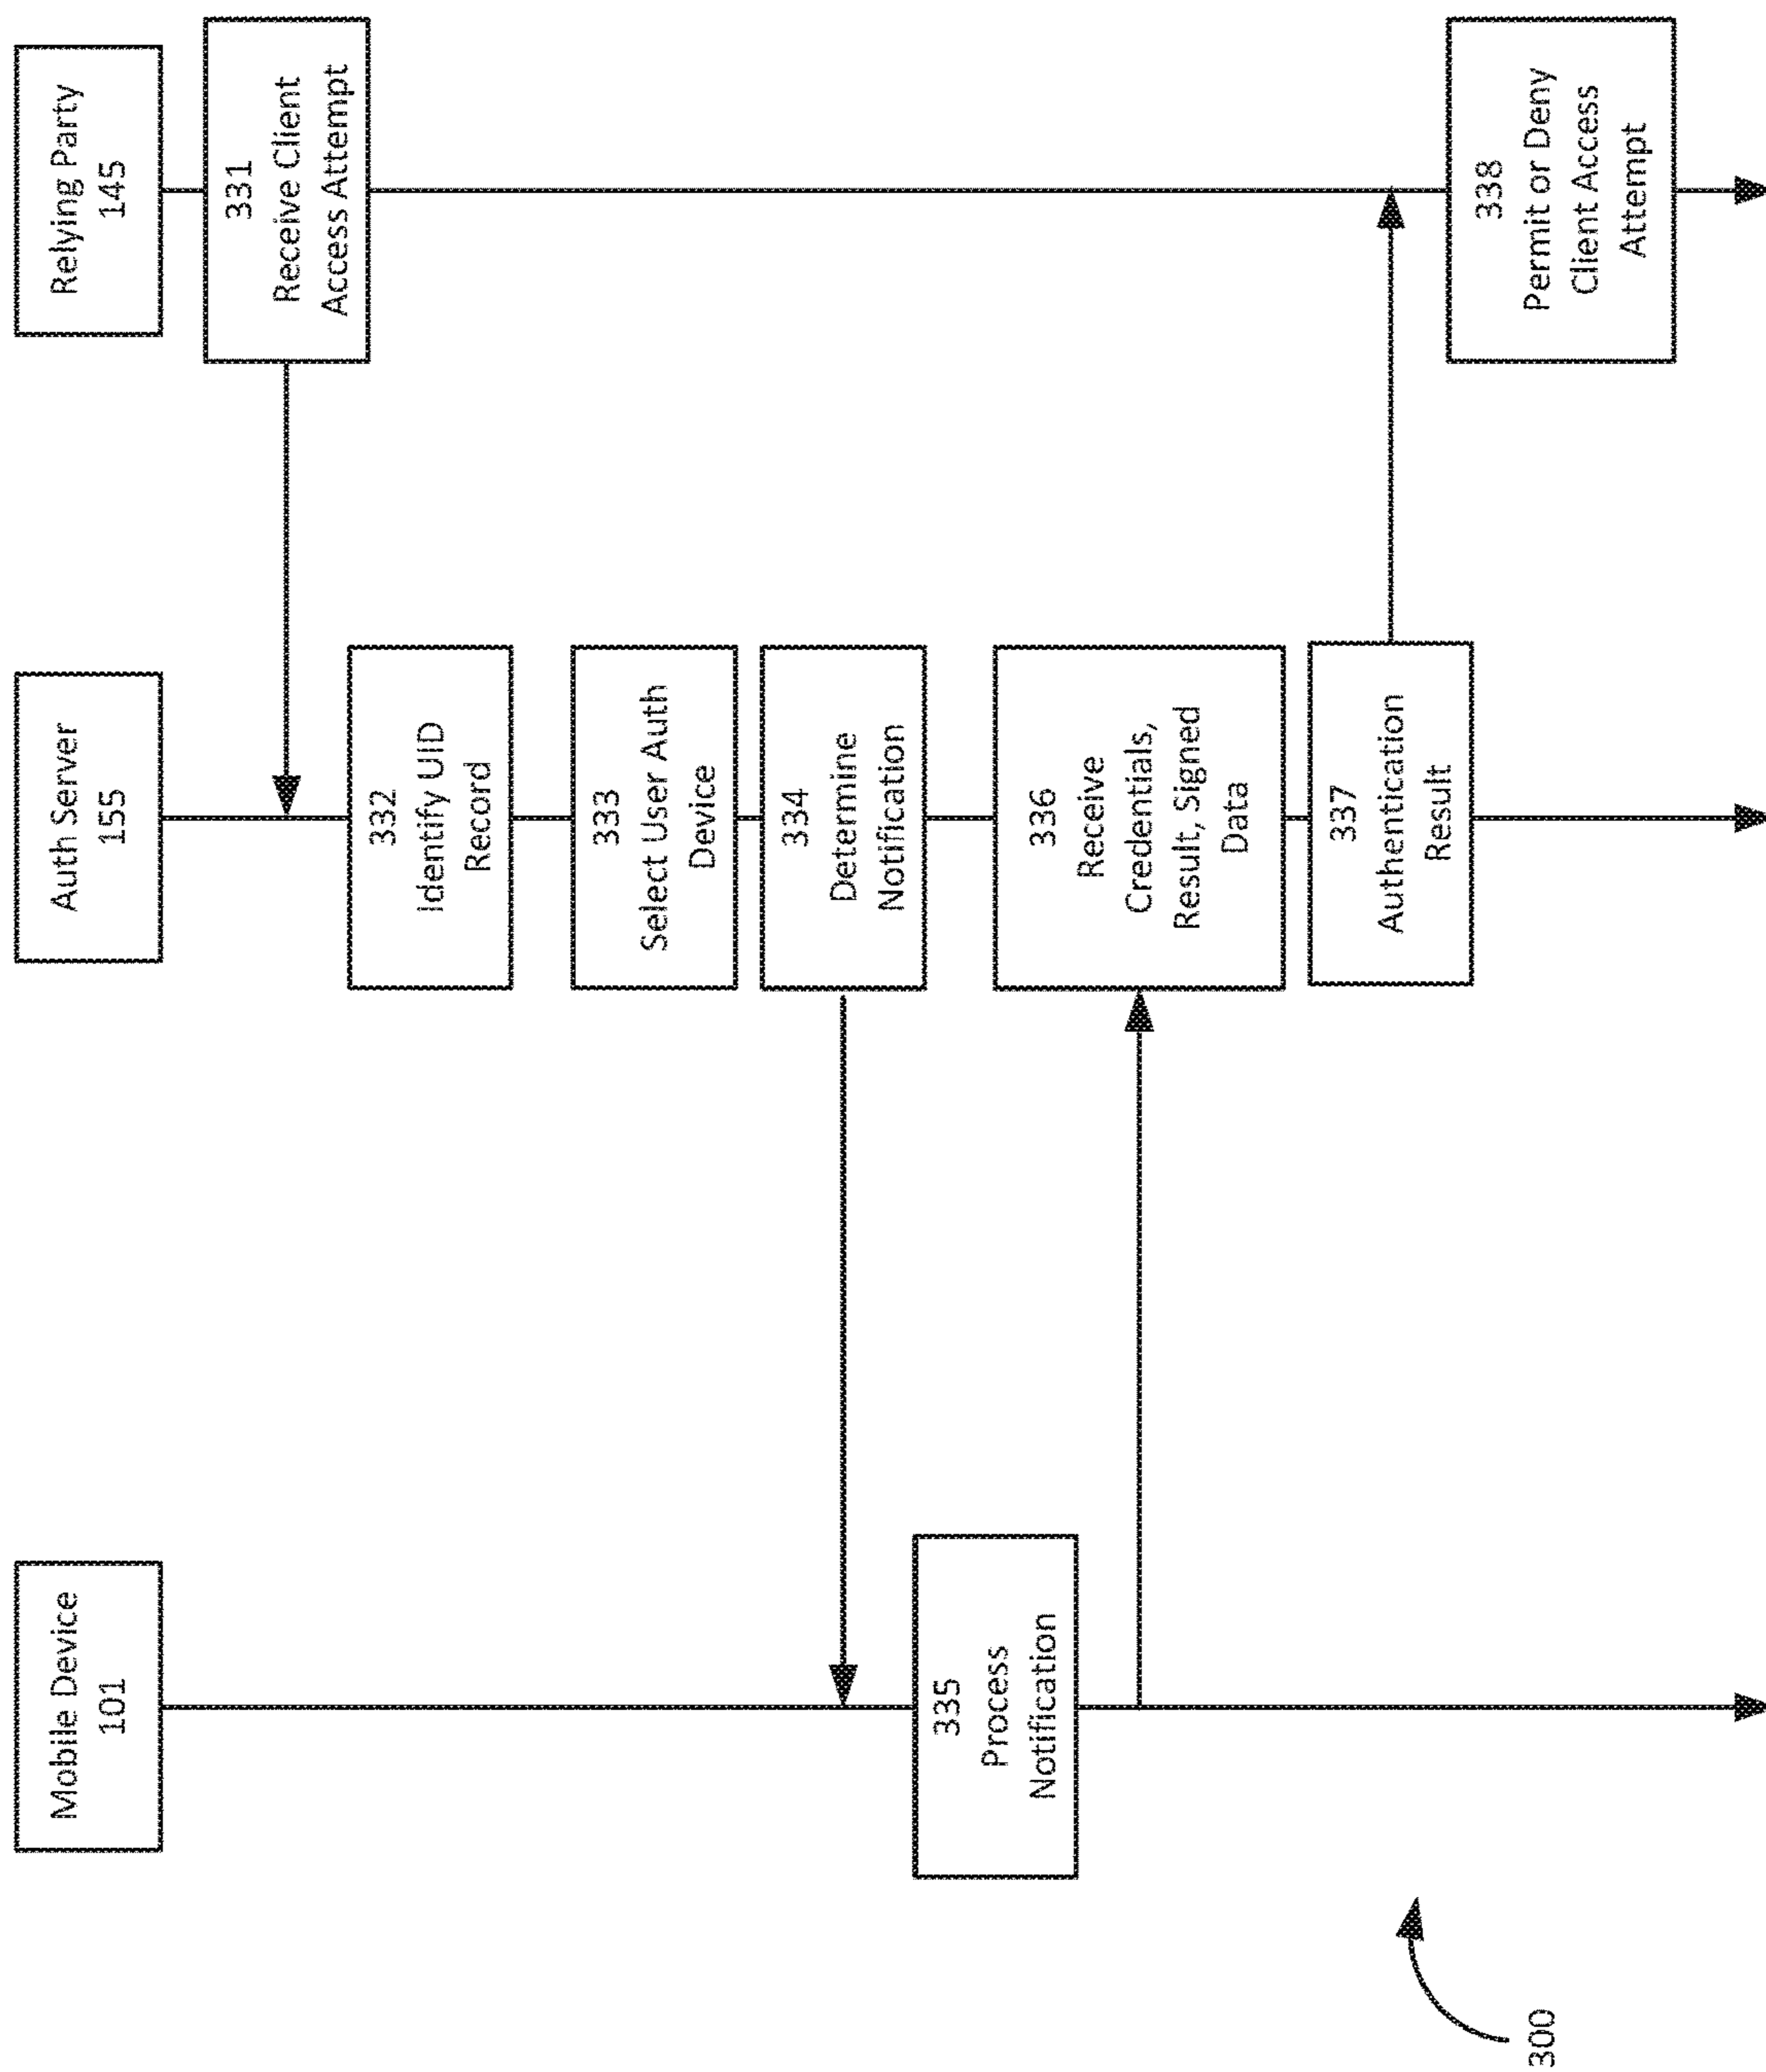 Mobile Device
101
Auth Server
155
Relying Party
145
331
Receive Client
Access Attempt
332
Identify UID
Record
333
Select User Auth
Device
334
Determine
Notification
335
Process
Notification
336
Receive
Credentials,
Result, Signed
Data
337
Authentication
Result
338
Permit or Deny
Client Access
Attempt
300